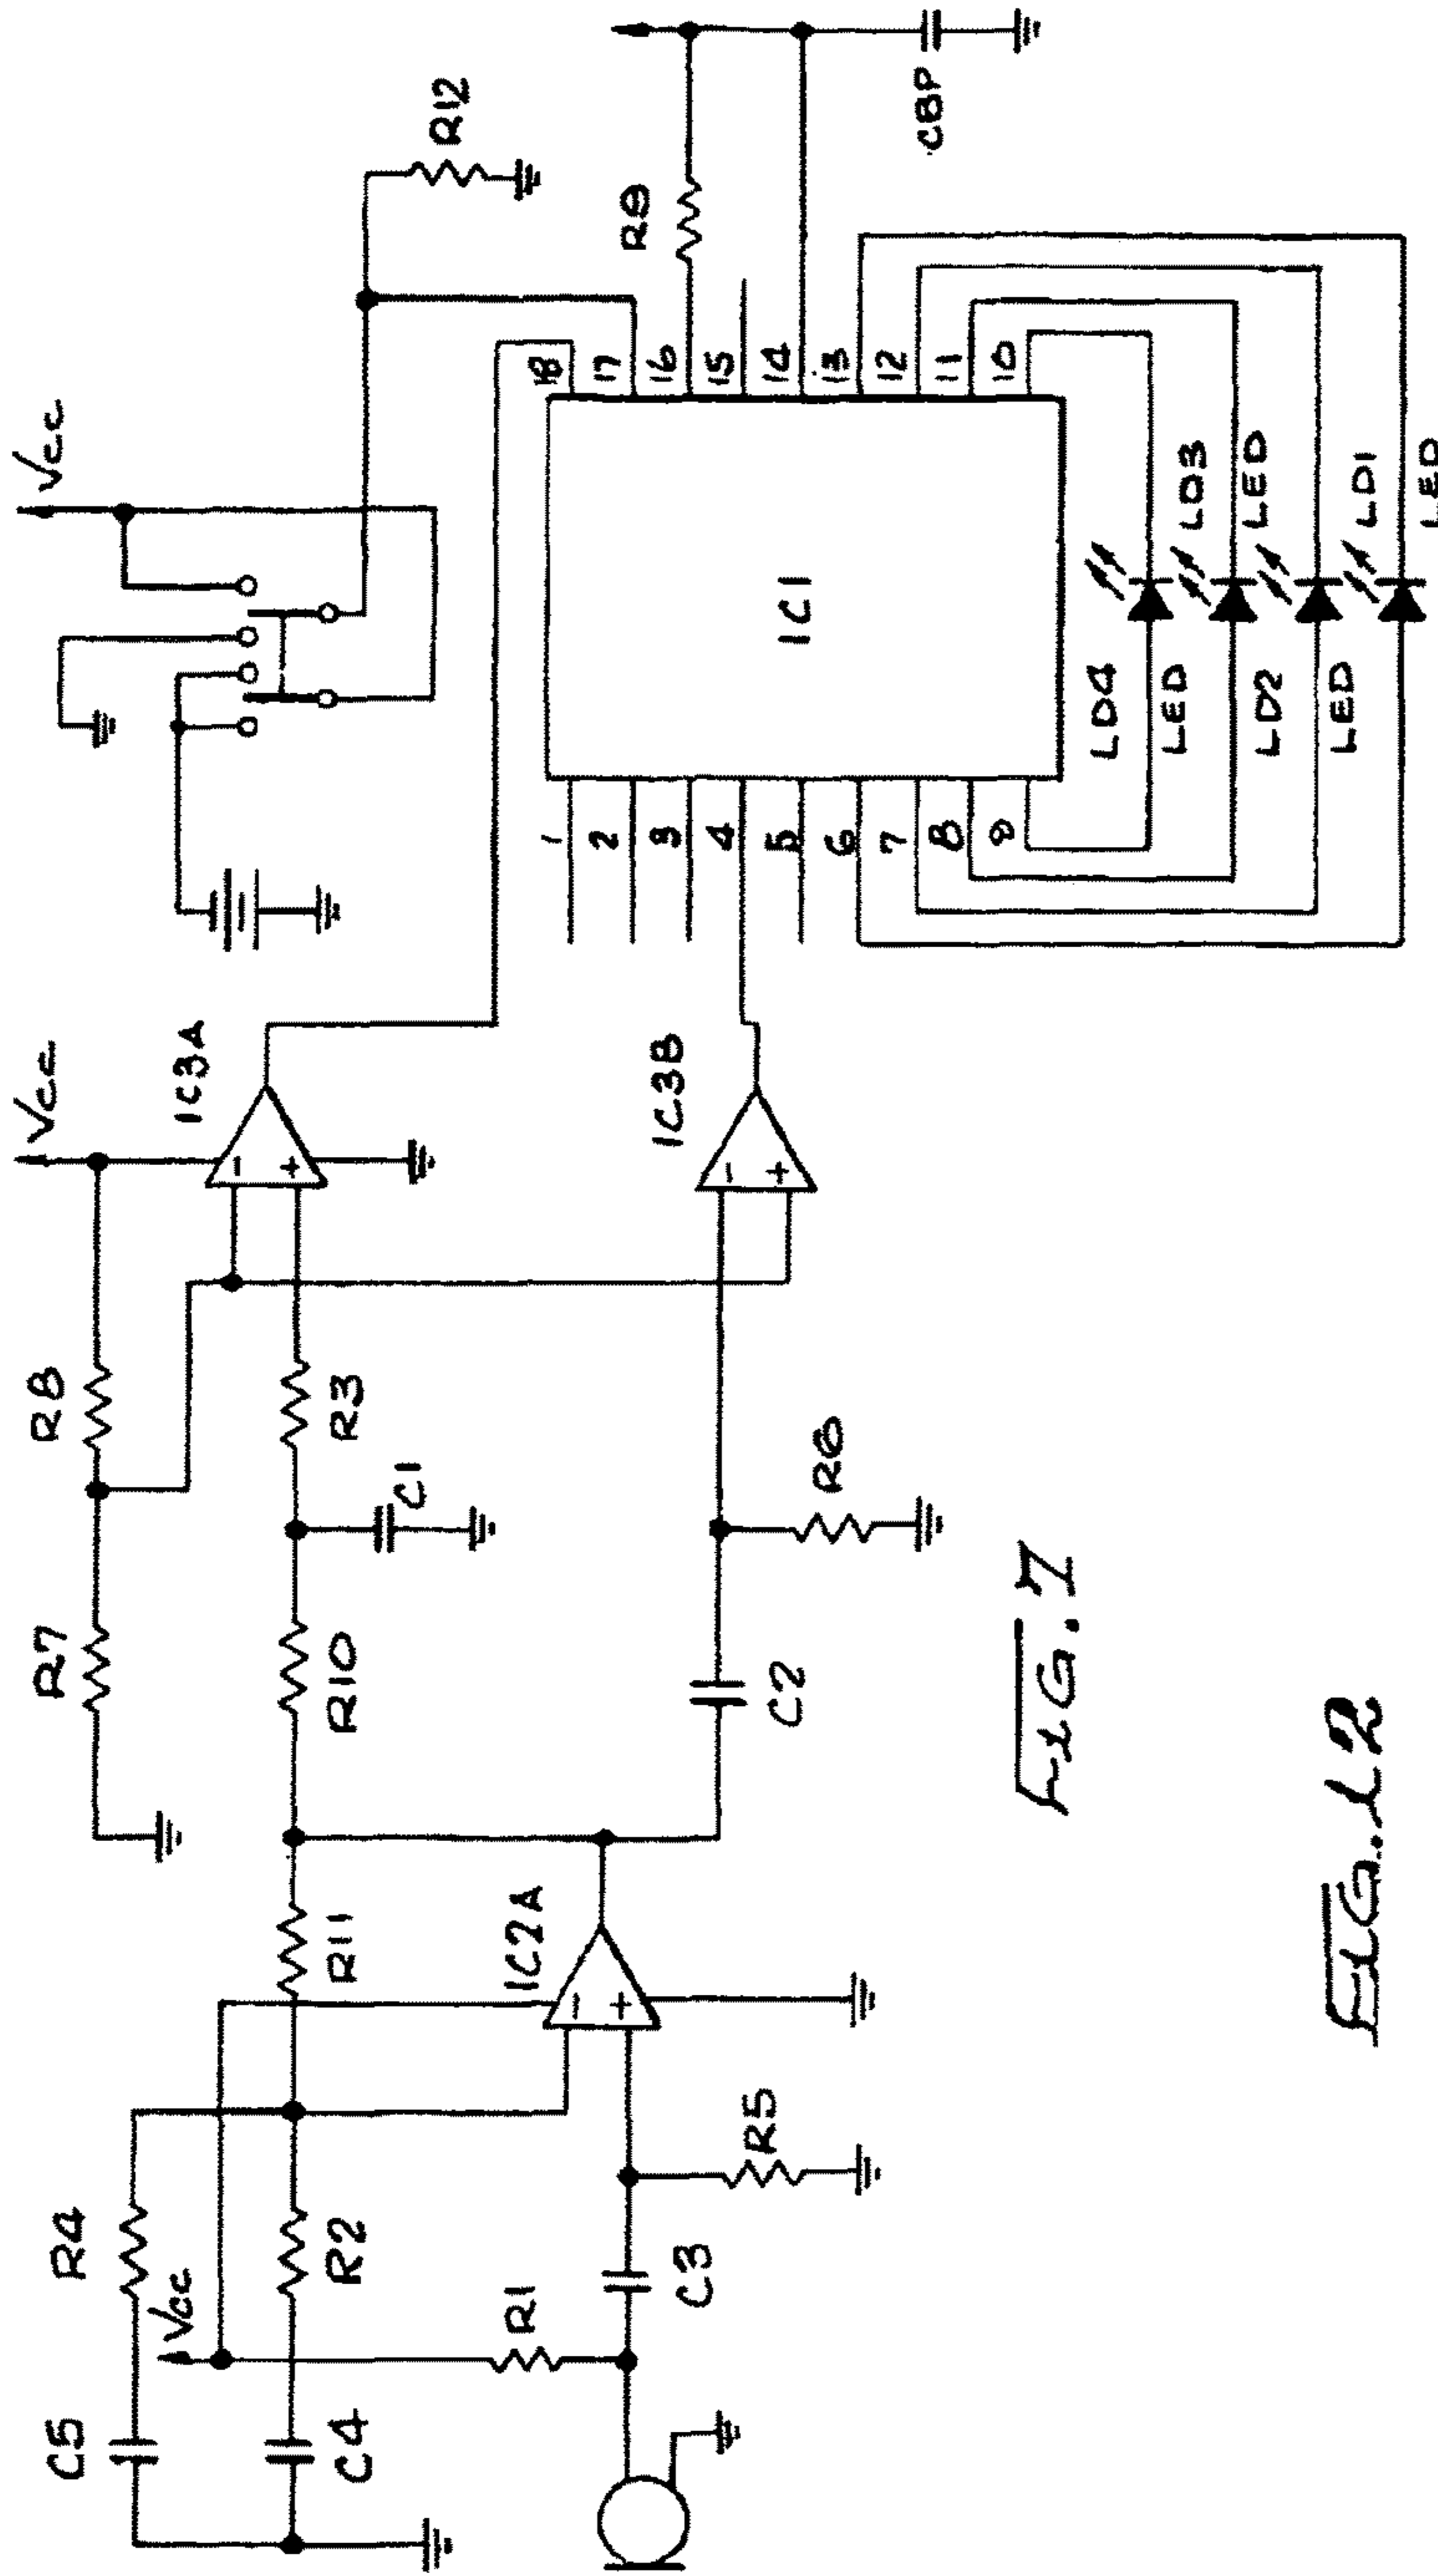 Vcc
R12
R9
CBP
18
17
16
15
14
13
12
11
10
IC1
1
2
3
4
5
6
7
8
9
LD4
LED
LD3
LED
LD2
LED
LD1
LED
Vcc
IC3A
-
+
IC3B
-
+
R8
R7
R3
R10
C1
R6
C2
R11
IC2A
-
+
R4
Vcc
R2
R5
R1
C3
C5
C4
FIG. 7
FIG. 12